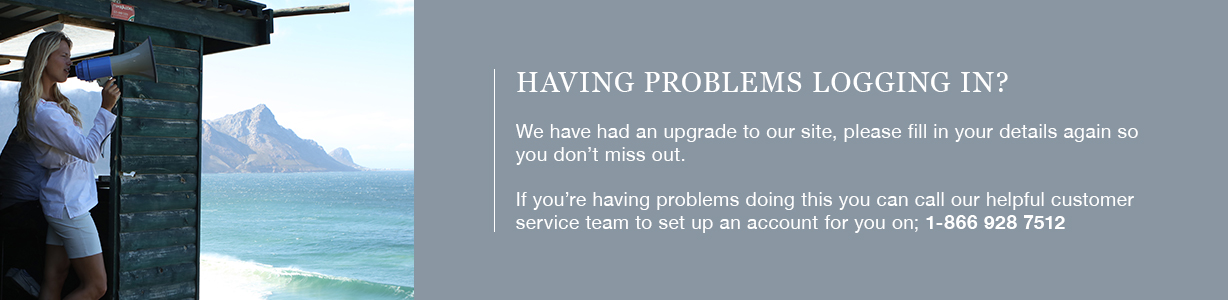 HAVING PROBLEMS LOGGING IN?
We have had an upgrade to our site, please fill in your details again so
you don’t miss out.
If you’re having problems doing this you can call our helpful customer
service team to set up an account for you on; 1-866 928 7512